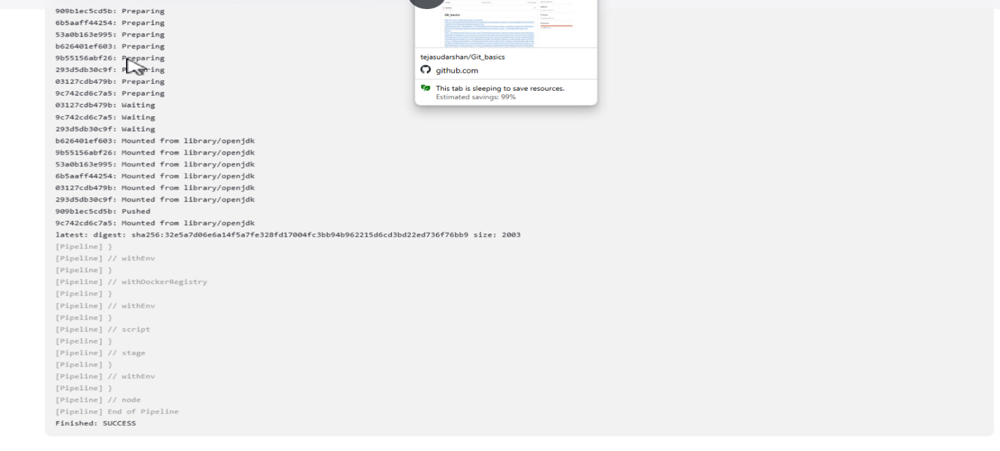 909b1ec5cd5b: Preparing
6b5aaff44254: Preparing
53a0b163e995: Preparing
b626401ef603: Preparing
9b55156abf26: Preparing
293d5db30c9f: Preparing
03127cdb479b: Preparing
9c742cd6c7a5: Preparing
03127cdb479b: Waiting
9c742cd6c7a5: Waiting
293d5db30c9f: Waiting
b626401ef603: Mounted from library/openjdk
9b55156abf26: Mounted from library/openjdk
53a0b163e995: Mounted from library/openjdk
6b5aaff44254: Mounted from library/openjdk
03127cdb479b: Mounted from library/openjdk
293d5db30c9f: Mounted from library/openjdk
909b1ec5cd5b: Pushed
9c742cd6c7a5: Mounted from library/openjdk
latest: digest: sha256:32e5a7d06e6a14f5a7fe328fd17004fc3bb94b962215d6cd3bd22ed736f76bb9 size: 2003
[Pipeline] }
[Pipeline] // withEnv
[Pipeline] }
[Pipeline] // withDockerRegistry
[Pipeline] }
[Pipeline] // withEnv
[Pipeline] }
[Pipeline] // script
[Pipeline] }
[Pipeline] // stage
[Pipeline] }
[Pipeline] // withEnv
[Pipeline] }
[Pipeline] // node
[Pipeline] End of Pipeline
Finished: SUCCESS
Git_basics
tejasudarshan/Git_basics
github.com
This tab is sleeping to save resources.
Estimated savings: 99%